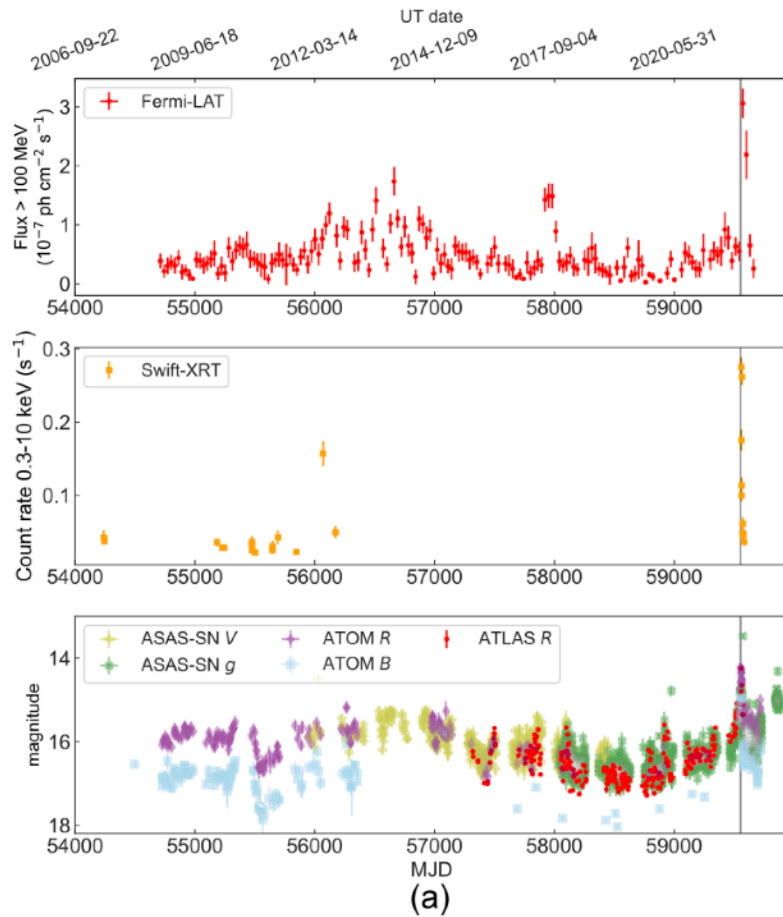 UT date
2006-09-22 2009-06-18 2012-03-14 2014-12-09 2017-09-04 2020-05-31
Flux > 100 MeV
(10⁻⁷ ph cm⁻² s⁻¹)
Fermi-LAT
3
2
1
0
54000 55000 56000 57000 58000 59000
Count rate 0.3-10 keV (s⁻¹)
Swift-XRT
0.3
0.2
0.1
54000 55000 56000 57000 58000 59000
magnitude
ASAS-SN V ATOM R ATLAS R
ASAS-SN g ATOM B
14
16
18
54000 55000 56000 57000 58000 59000
MJD
(a)